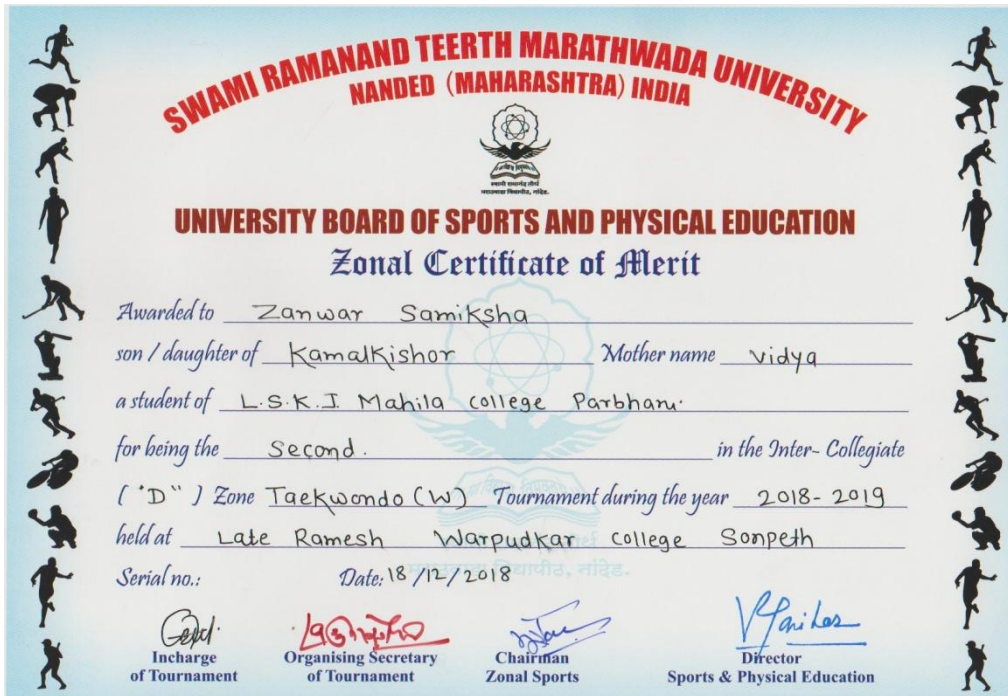 SWAMI RAMANAND TEERTH MARATHWADA UNIVERSITY
NANDED (MAHARASHTRA) INDIA
स्वामी रामानंद तीर्थ
मराठवाडा विद्यापीठ, नांदेड.
UNIVERSITY BOARD OF SPORTS AND PHYSICAL EDUCATION
Zonal Certificate of Merit
Awarded to Zanwar Samiksha
son / daughter of Kamalkishor Mother name vidya
a student of L.S.K.J. Mahila college Parbhani.
for being the Second. in the Inter- Collegiate
( "D" ) Zone Taekwondo (W) Tournament during the year 2018-2019
held at Late Ramesh Warpudkar college Sonpeth
Serial no.: Date: 18/12/2018
Incharge
of Tournament
Organising Secretary
of Tournament
Chairman
Zonal Sports
Director
Sports & Physical Education